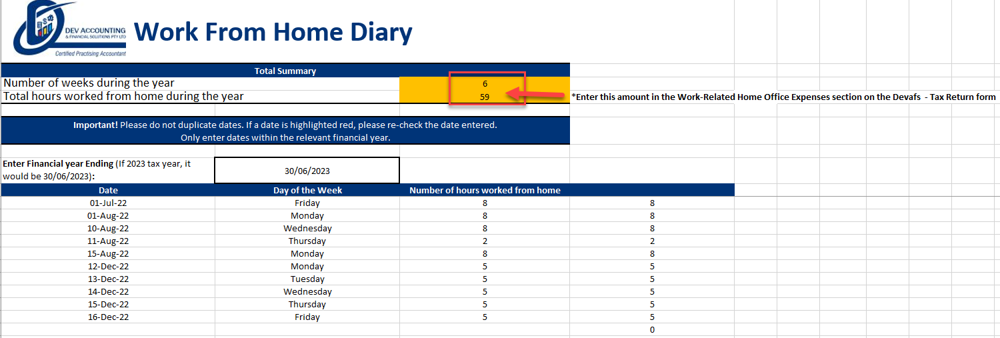 DEV ACCOUNTING
& FINANCIAL SOLUTIONS PTY LTD
Certified Practising Accountant
Work From Home Diary
Total Summary
Number of weeks during the year 6
Total hours worked from home during the year 59 *Enter this amount in the Work-Related Home Office Expenses section on the Devafs - Tax Return form
Important! Please do not duplicate dates. If a date is highlighted red, please re-check the date entered.
Only enter dates within the relevant financial year.
Enter Financial year Ending (If 2023 tax year, it
would be 30/06/2023): 30/06/2023
Date Day of the Week Number of hours worked from home
01-Jul-22 Friday 8 8
01-Aug-22 Monday 8 8
10-Aug-22 Wednesday 8 8
11-Aug-22 Thursday 2 2
15-Aug-22 Monday 8 8
12-Dec-22 Monday 5 5
13-Dec-22 Tuesday 5 5
14-Dec-22 Wednesday 5 5
15-Dec-22 Thursday 5 5
16-Dec-22 Friday 5 5
0